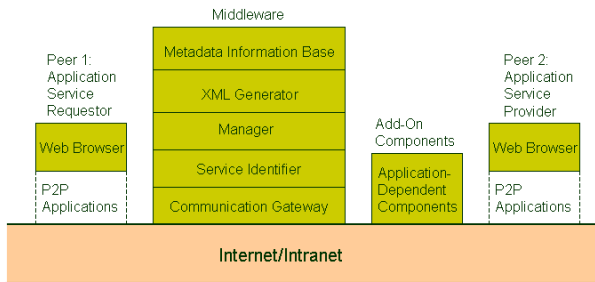 Middleware
Metadata Information Base
XML Generator
Manager
Service Identifier
Communication Gateway
Peer 1:
Application
Service
Requestor
Web Browser
P2P
Applications
Add-On
Components
Application-
Dependent
Components
Peer 2:
Application
Service
Provider
Web Browser
P2P
Applications
Internet/Intranet